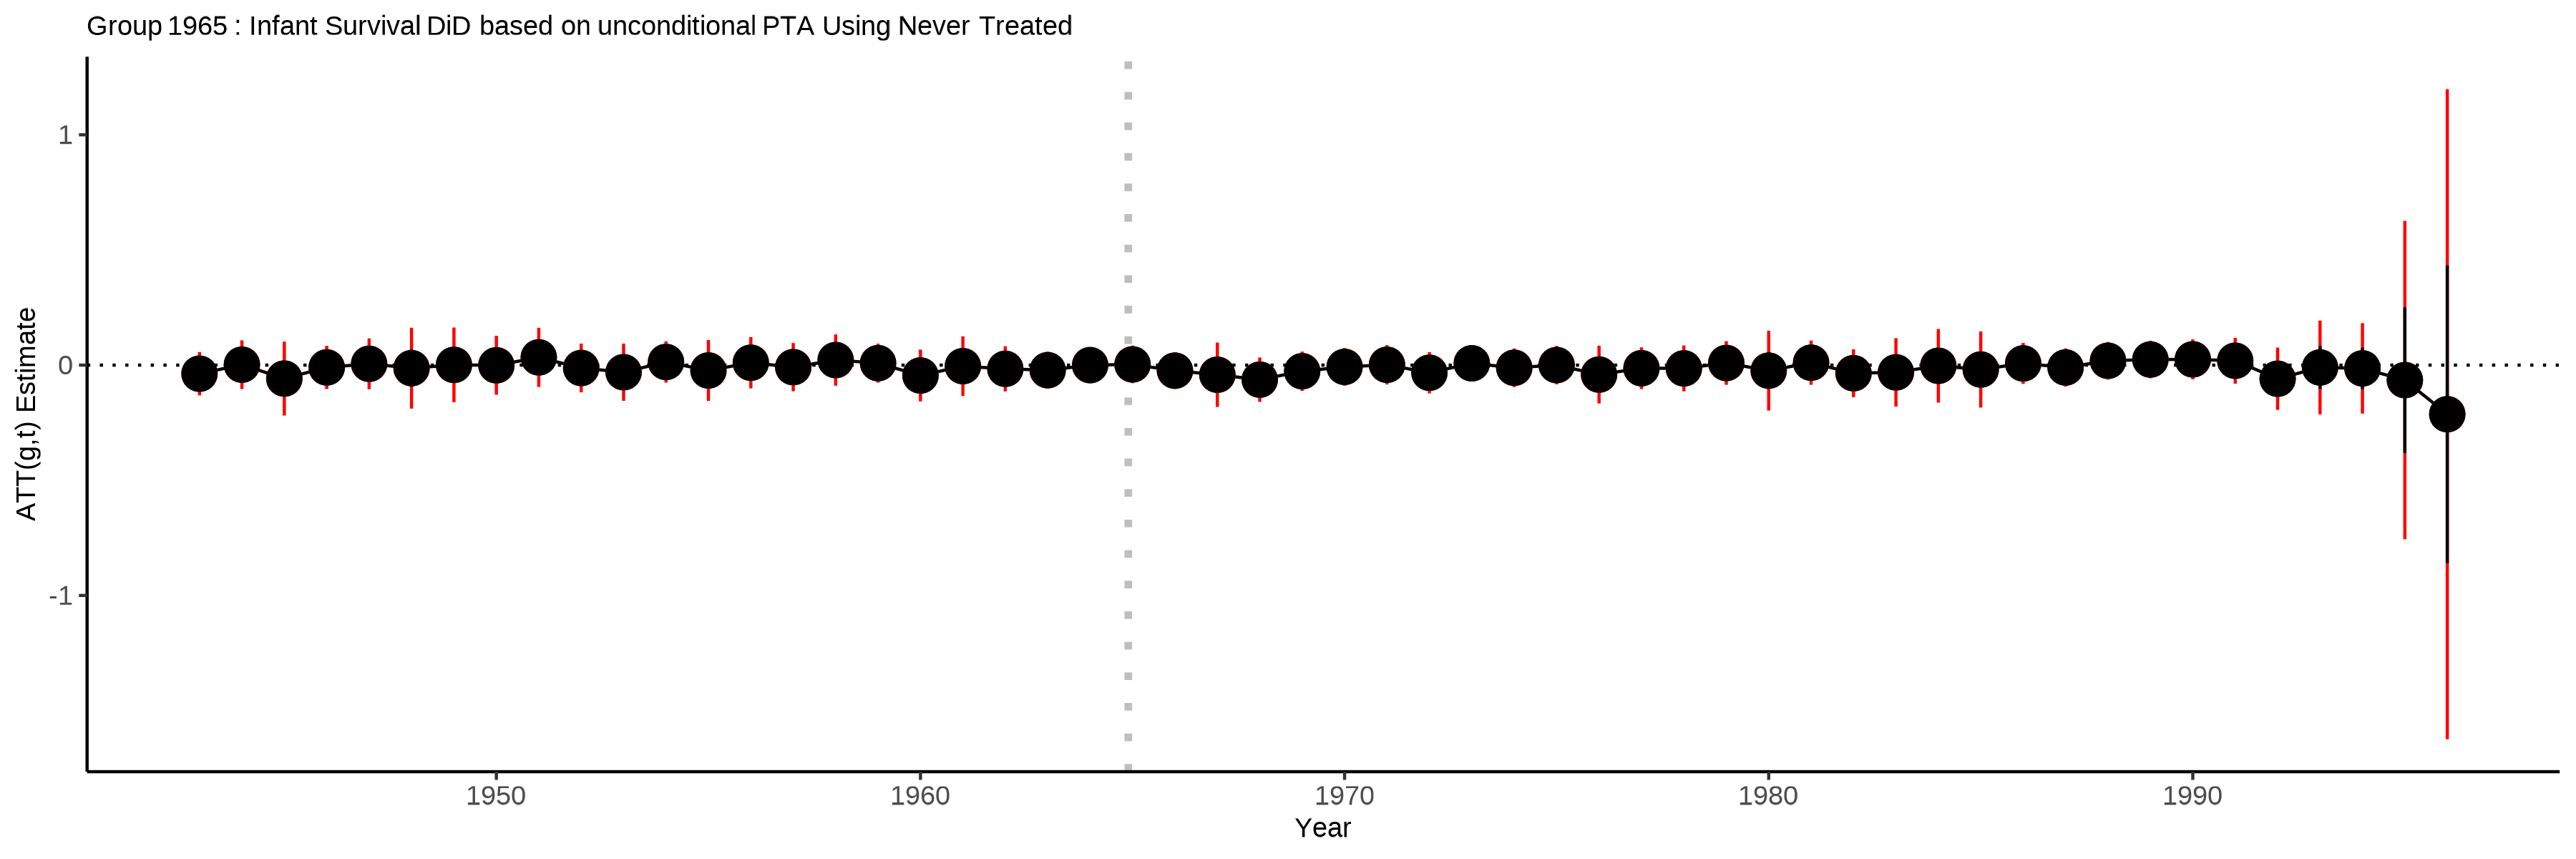 Group 1965 : Infant Survival DiD based on unconditional PTA Using Never Treated
ATT(g,t) Estimate
1
0
-1
1950
1960
1970
1980
1990
Year